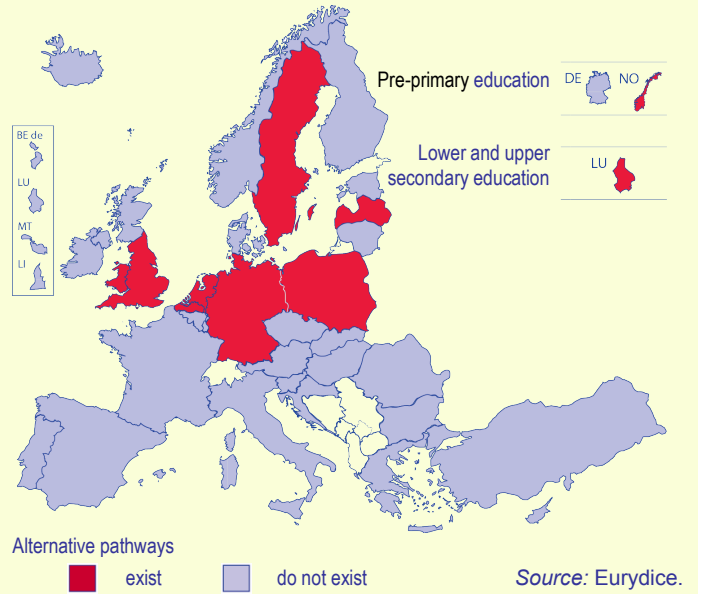 Pre-primary education
DE
NO
Lower and upper
secondary education
LU
BE de
LU
MT
LI
Alternative pathways
exist
do not exist
Source: Eurydice.